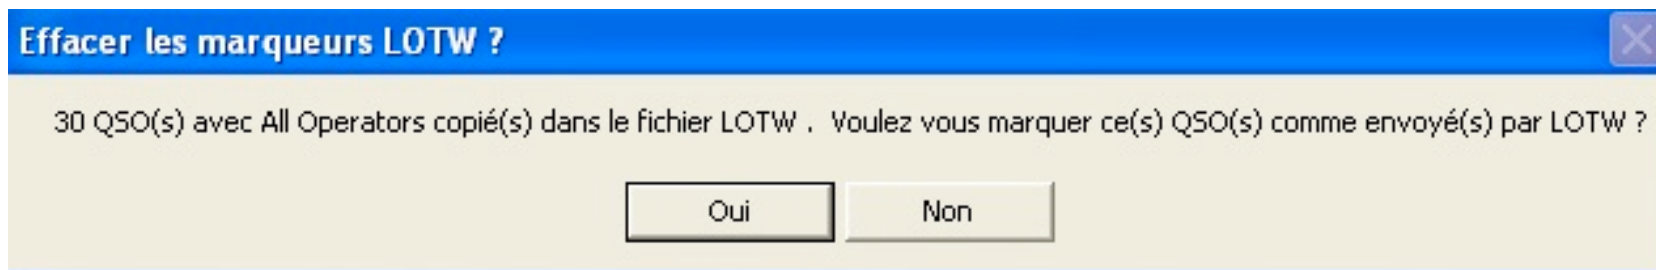 Effacer les marqueurs LOTW ?
30 QSO(s) avec All Operators copié(s) dans le fichier LOTW .  Voulez vous marquer ce(s) QSO(s) comme envoyé(s) par LOTW ?
Oui Non